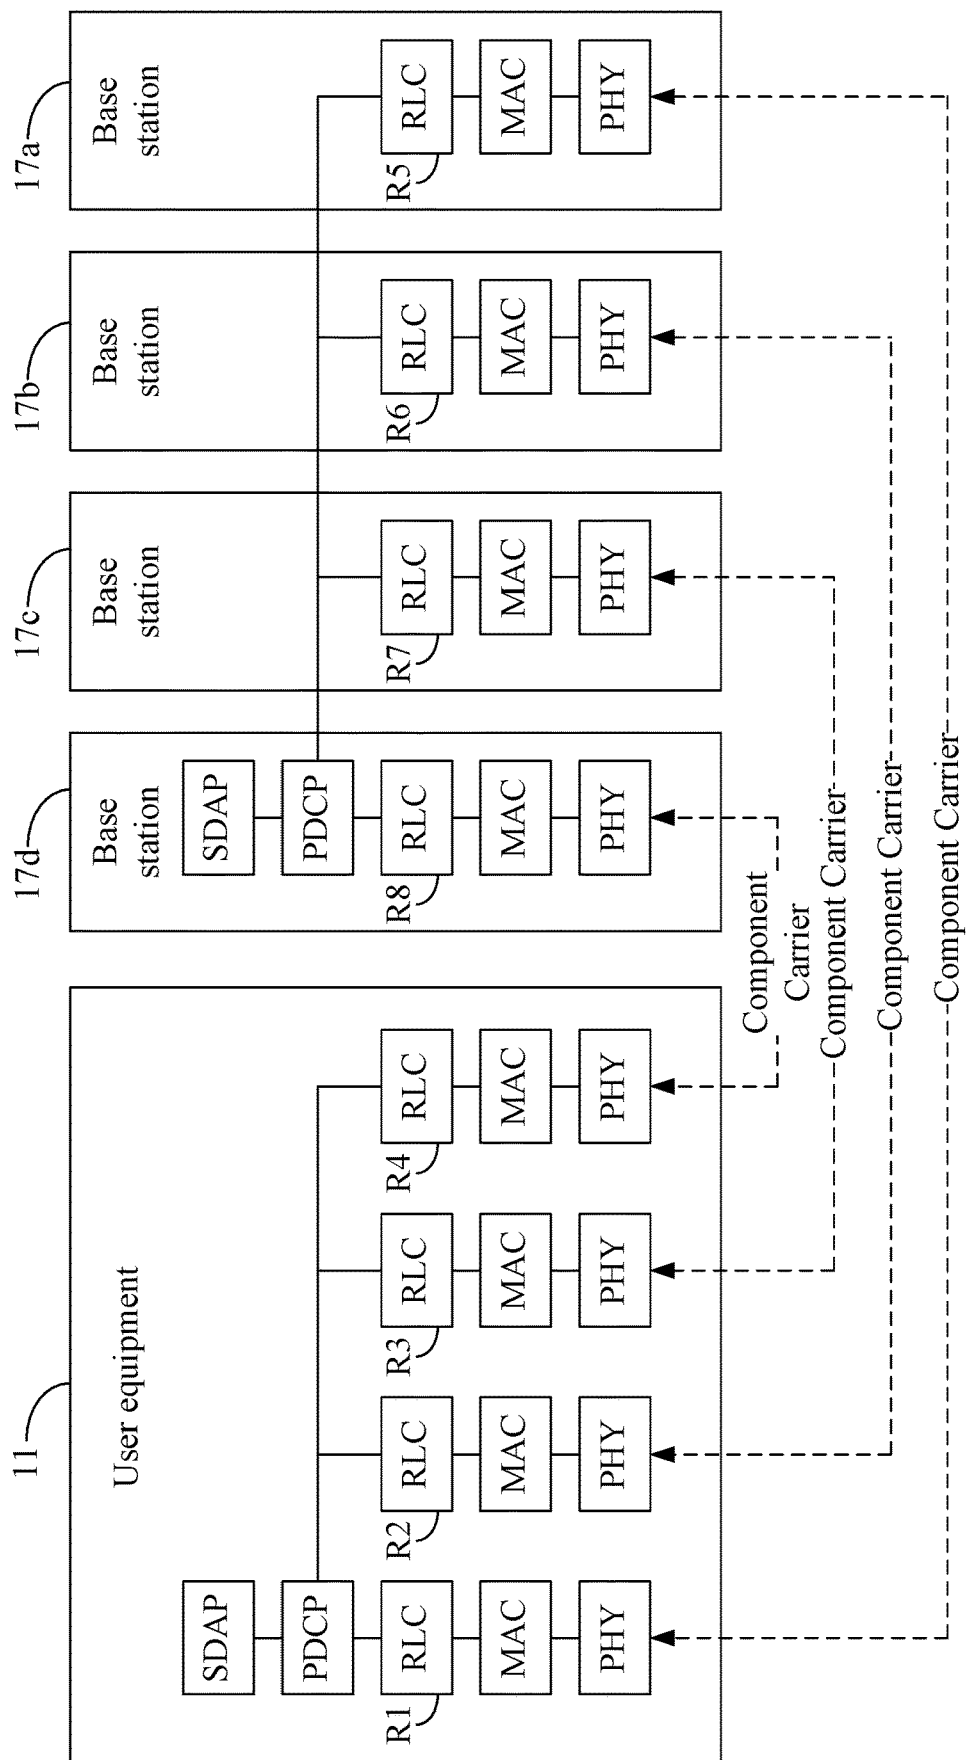 11
User equipment
SDAP
PDCP
R1
RLC
MAC
PHY
R2
RLC
MAC
PHY
R3
RLC
MAC
PHY
R4
RLC
MAC
PHY
17d
Base
station
SDAP
PDCP
R8
RLC
MAC
PHY
17c
Base
station
R7
RLC
MAC
PHY
17b
Base
station
R6
RLC
MAC
PHY
17a
Base
station
R5
RLC
MAC
PHY
Component
Carrier
Component Carrier
Component Carrier
Component Carrier